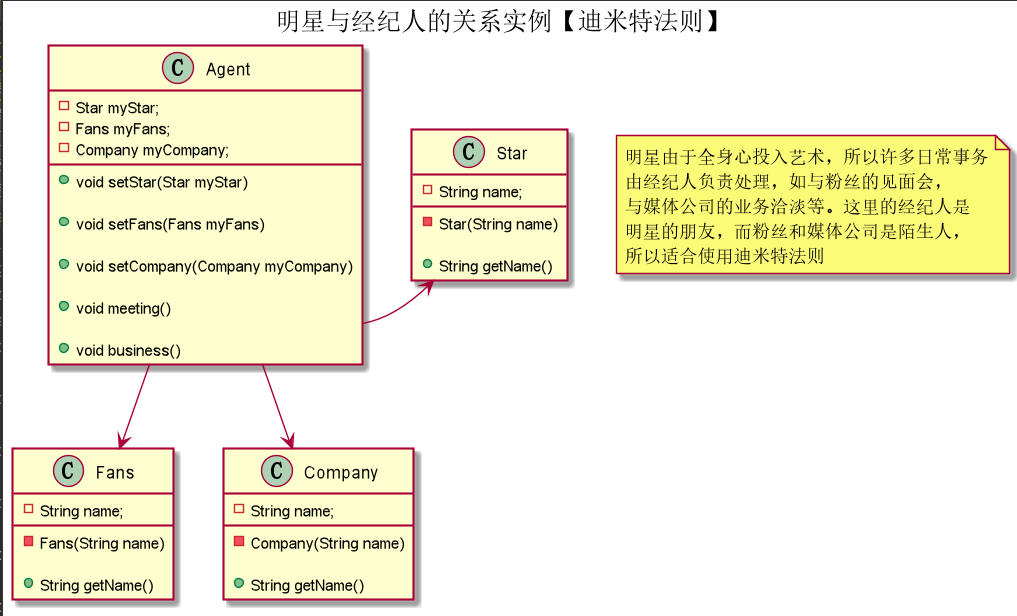 明星与经纪人的关系实例【迪米特法则】
C Agent
Star myStar;
Fans myFans;
Company myCompany;
void setStar(Star myStar)
void setFans(Fans myFans)
void setCompany(Company myCompany)
void meeting()
void business()
C Star
String name;
Star(String name)
String getName()
明星由于全身心投入艺术，所以许多日常事务
由经纪人负责处理，如与粉丝的见面会，
与媒体公司的业务洽淡等。这里的经纪人是
明星的朋友，而粉丝和媒体公司是陌生人，
所以适合使用迪米特法则
C Fans
String name;
Fans(String name)
String getName()
C Company
String name;
Company(String name)
String getName()